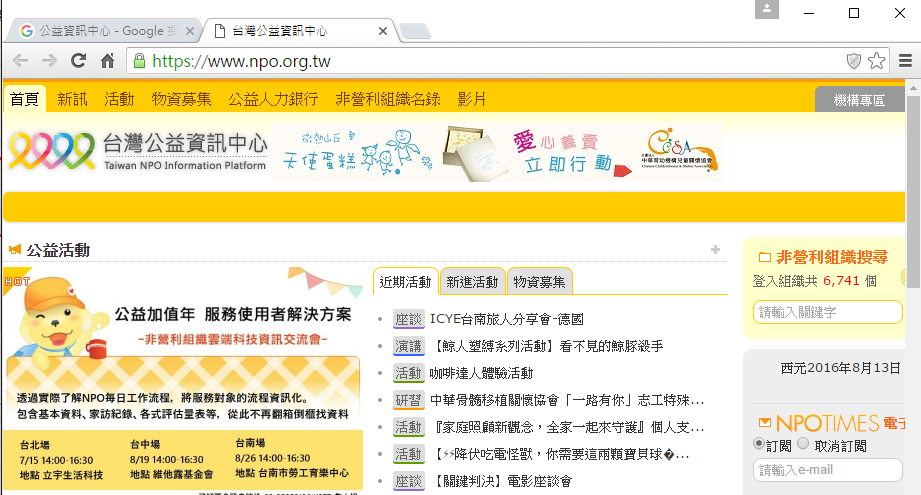 公益資訊中心 - Google 搜
台灣公益資訊中心
https://www.npo.org.tw
首頁 新訊 活動 物資募集 公益人力銀行 非營利組織名錄 影片 機構專區
台灣公益資訊中心
Taiwan NPO Information Platform
微熱山丘
天使蛋糕
愛心義賣
立即行動
CCSA
中華育幼機構兒童關懷協會
公益活動
HOT
公益加值年 服務使用者解決方案
-非營利組織雲端科技資訊交流會-
透過實際了解NPO每日工作流程，將服務對象的流程資訊化。
包含基本資料、家訪紀錄、各式評估量表等，從此不再翻箱倒櫃找資料
台北場
7/15 14:00-16:30
地點 立宇生活科技
台中場
8/19 14:00-16:30
地點 維他露基金會
台南場
8/26 14:00-16:30
地點 台南市勞工育樂中心
近期活動 新進活動 物資募集
座談 ICYE台南旅人分享會-德國
演講 【鯨人塑縛系列活動】看不見的鯨豚殺手
活動 咖啡達人體驗活動
研習 中華骨髓移植關懷協會「一路有你」志工特殊...
活動 『家庭照顧新觀念，全家一起來守護』個人支...
活動 【⚡⚡降伏吃電怪獸，你需要這兩顆寶貝球�...
座談 【關鍵判決】電影座談會
非營利組織搜尋
登入組織共 6,741 個
請輸入關鍵字
西元2016年8月13日
NPOTIMES 電子
訂閱 取消訂閱
請輸入e-mail